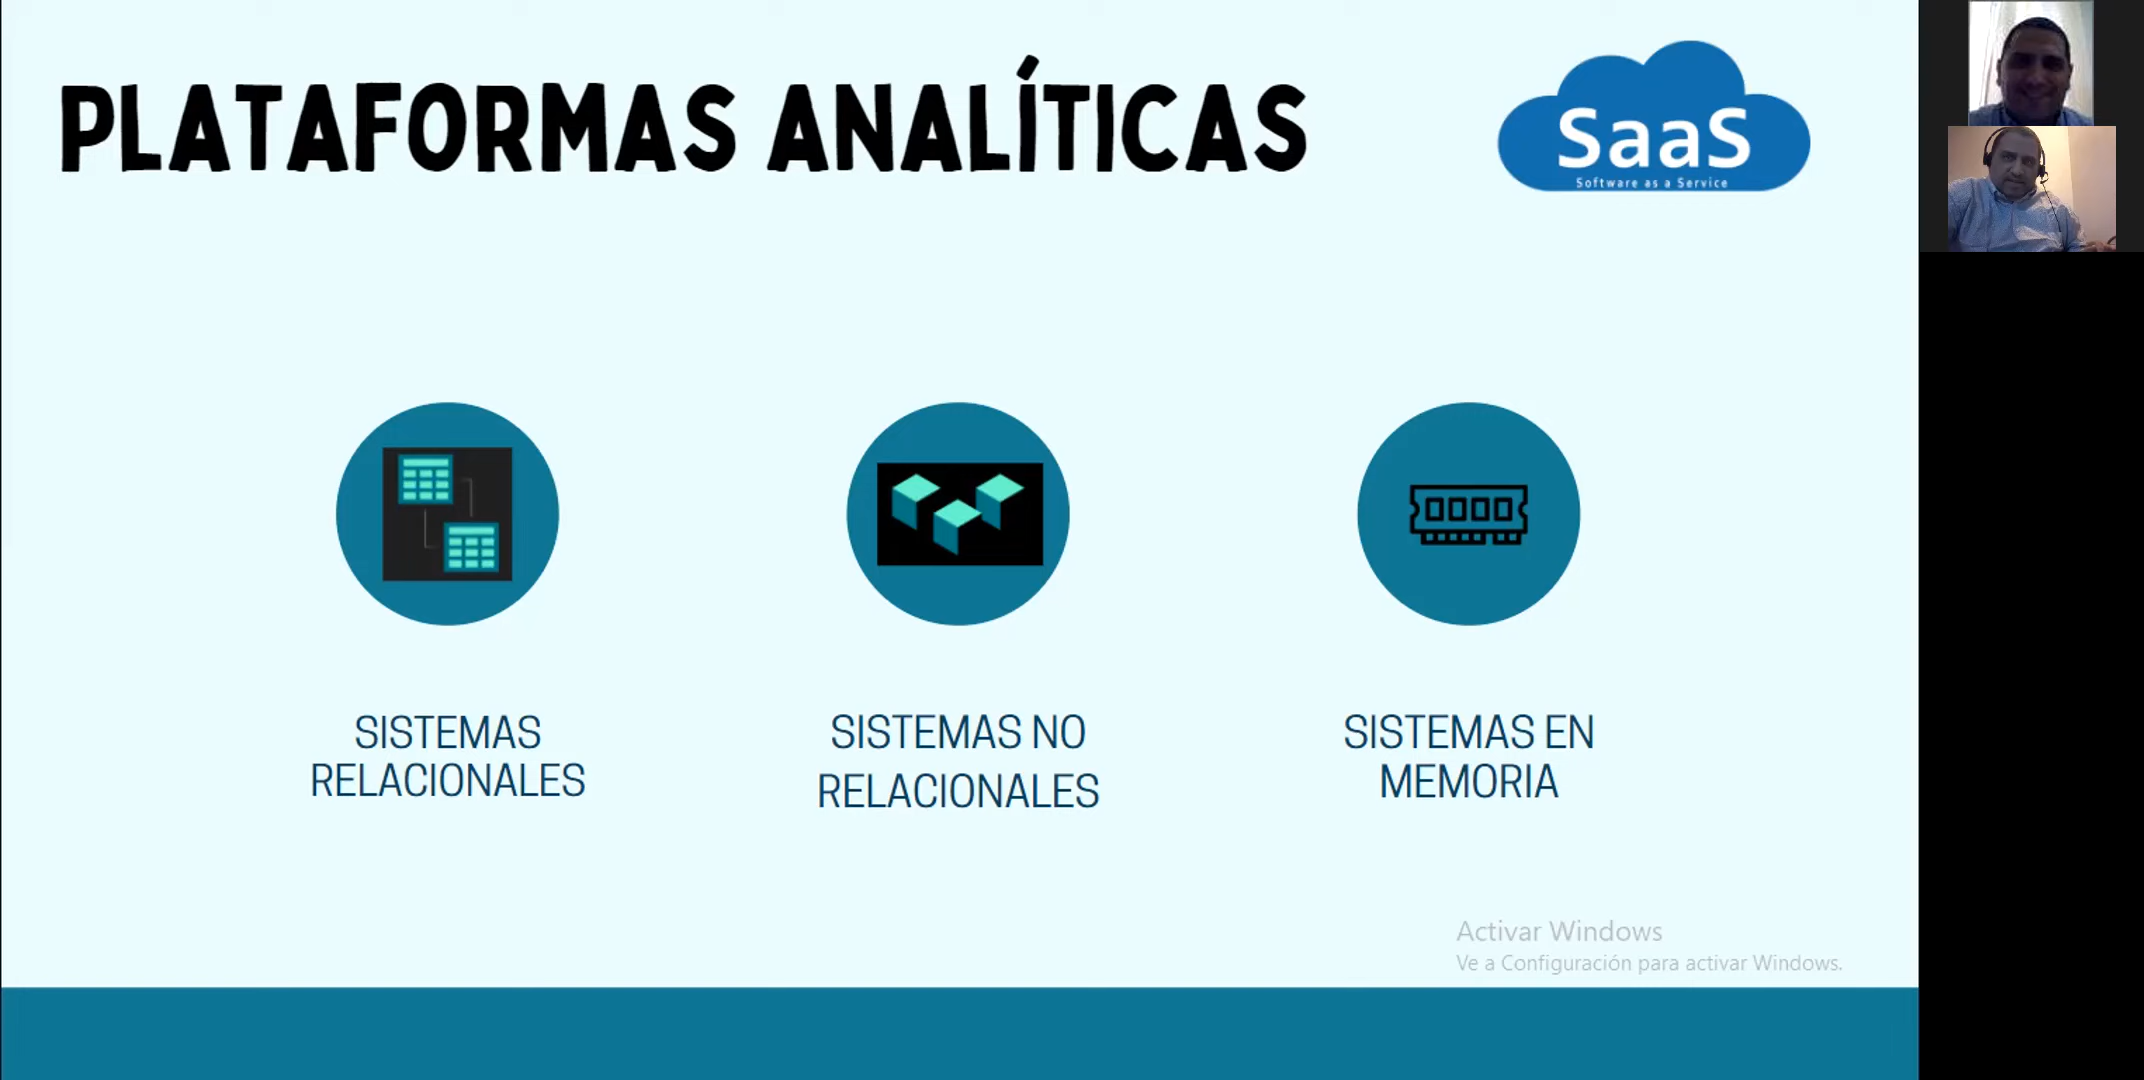 PLATAFORMAS ANALÍTICAS
SaaS
Software as a Service
SISTEMAS
RELACIONALES
SISTEMAS NO
RELACIONALES
SISTEMAS EN
MEMORIA
Activar Windows
Ve a Configuración para activar Windows.